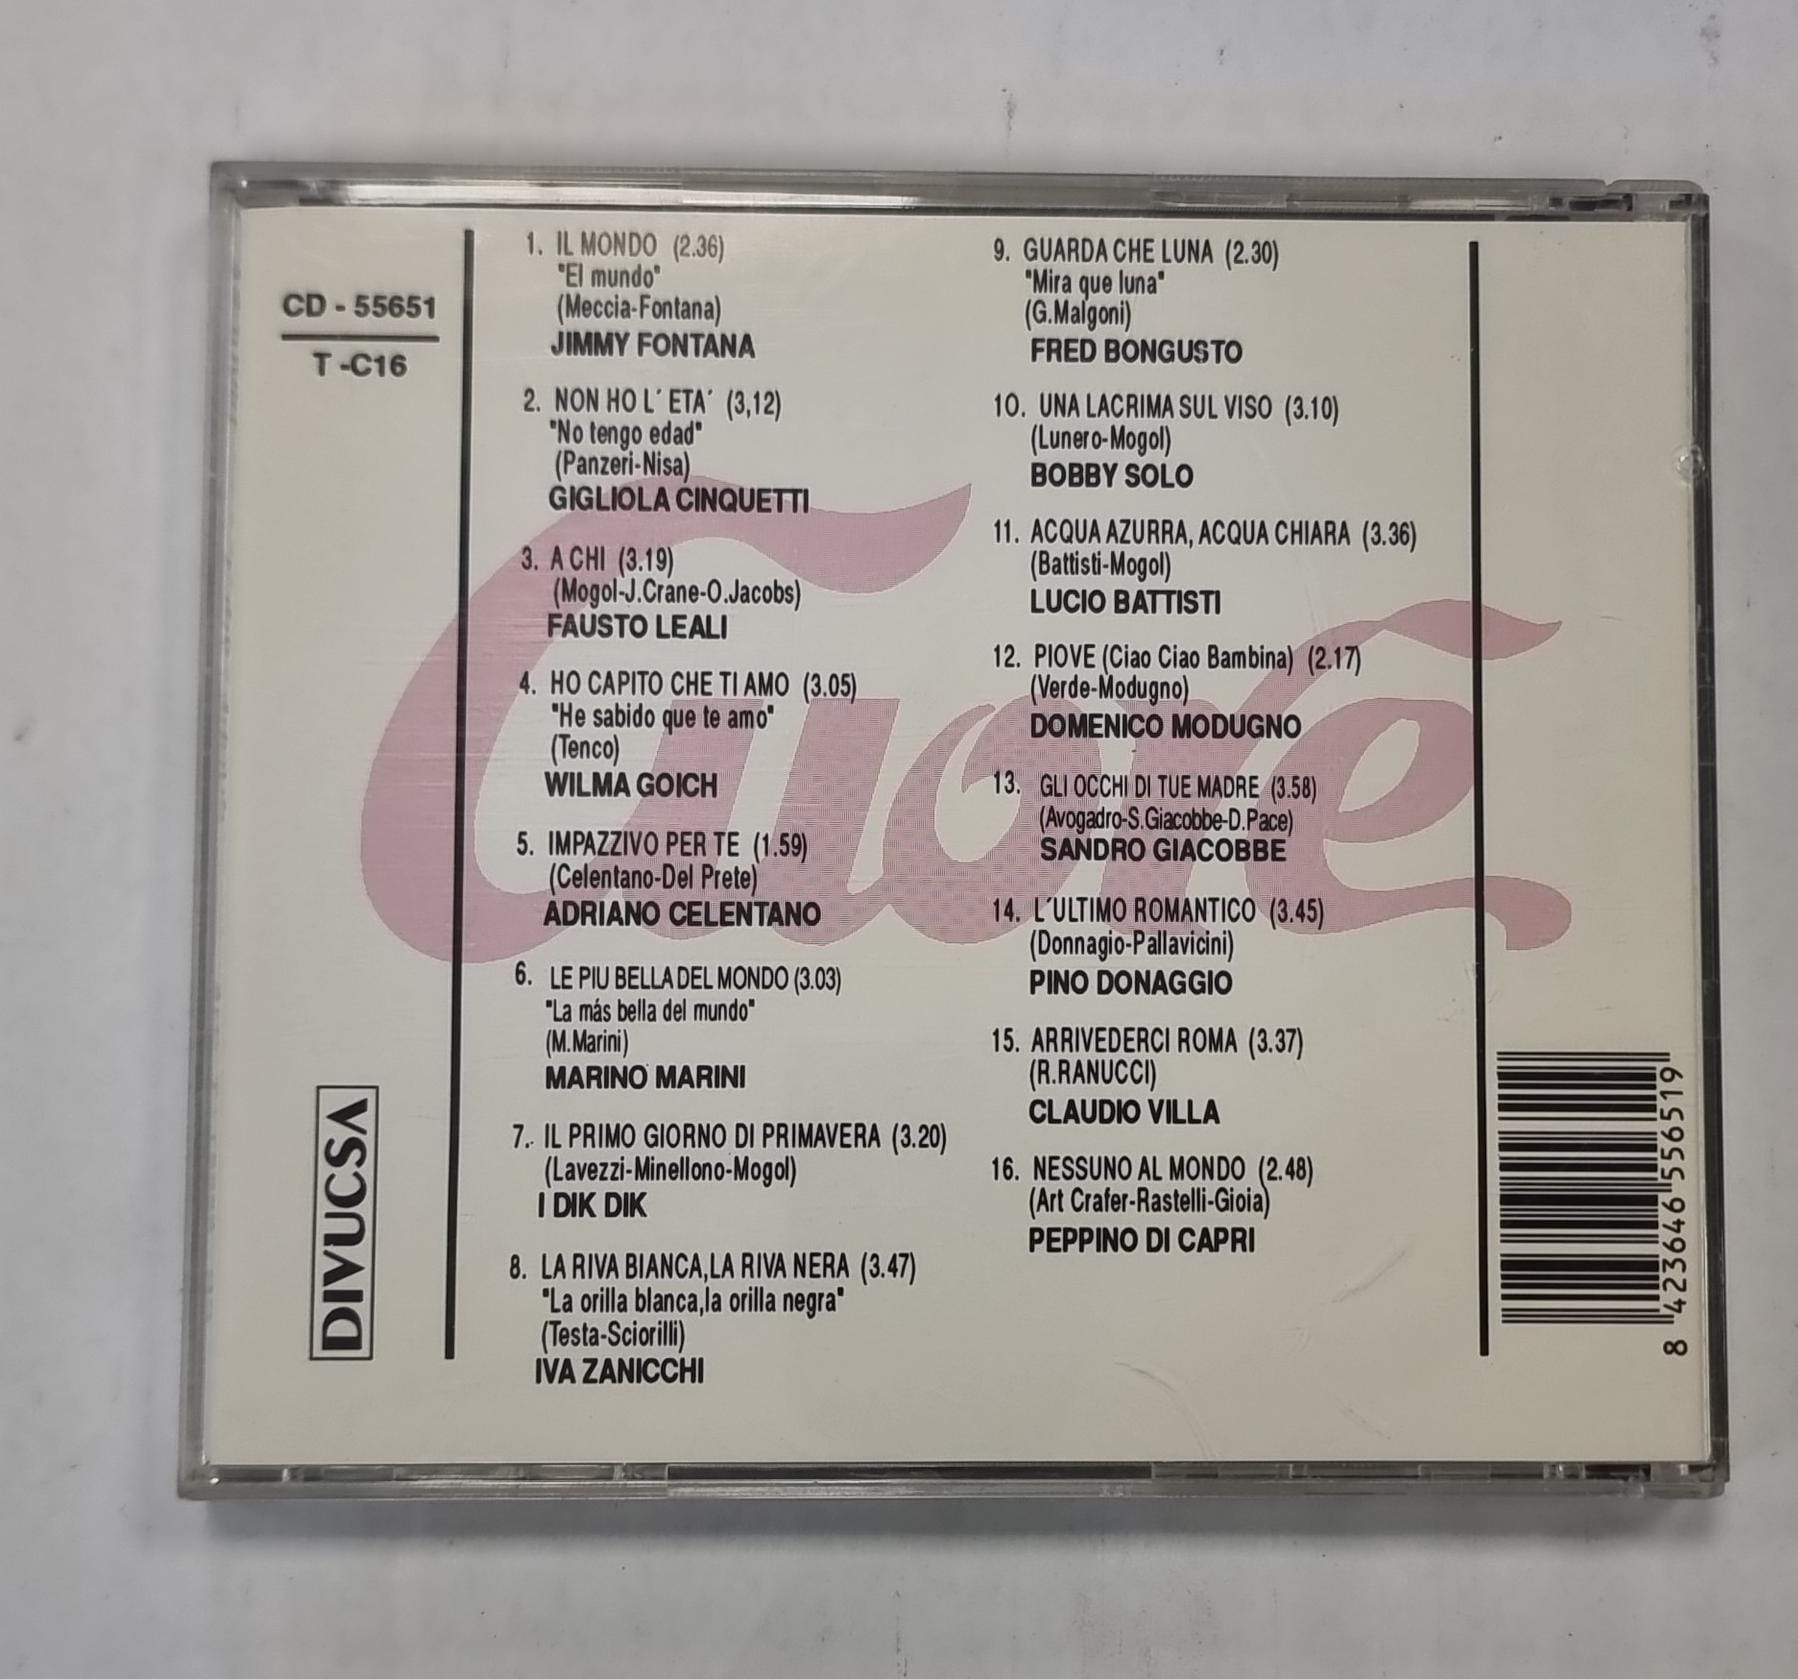 CD - 55651
T -C16
DIVUCSA
1. IL MONDO (2.36)
"El mundo"
(Meccia-Fontana)
JIMMY FONTANA
2. NON HO L´ ETA´ (3,12)
"No tengo edad"
(Panzeri-Nisa)
GIGLIOLA CINQUETTI
3. A CHI (3.19)
(Mogol-J.Crane-O.Jacobs)
FAUSTO LEALI
4. HO CAPITO CHE TI AMO (3.05)
"He sabido que te amo"
(Tenco)
WILMA GOICH
5. IMPAZZIVO PER TE (1.59)
(Celentano-Del Prete)
ADRIANO CELENTANO
6. LE PIU BELLA DEL MONDO (3.03)
"La más bella del mundo"
(M.Marini)
MARINO MARINI
7. IL PRIMO GIORNO DI PRIMAVERA (3.20)
(Lavezzi-Minellono-Mogol)
I DIK DIK
8. LA RIVA BIANCA,LA RIVA NERA (3.47)
"La orilla blanca,la orilla negra"
(Testa-Sciorilli)
IVA ZANICCHI
9. GUARDA CHE LUNA (2.30)
"Mira que luna"
(G.Malgoni)
FRED BONGUSTO
10. UNA LACRIMA SUL VISO (3.10)
(Lunero-Mogol)
BOBBY SOLO
11. ACQUA AZURRA, ACQUA CHIARA (3.36)
(Battisti-Mogol)
LUCIO BATTISTI
12. PIOVE (Ciao Ciao Bambina) (2.17)
(Verde-Modugno)
DOMENICO MODUGNO
13. GLI OCCHI DI TUE MADRE (3.58)
(Avogadro-S.Giacobbe-D.Pace)
SANDRO GIACOBBE
14. L´ULTIMO ROMANTICO (3.45)
(Donnagio-Pallavicini)
PINO DONAGGIO
15. ARRIVEDERCI ROMA (3.37)
(R.RANUCCI)
CLAUDIO VILLA
16. NESSUNO AL MONDO (2.48)
(Art Crafer-Rastelli-Gioia)
PEPPINO DI CAPRI
Cuore
8 423646 556519